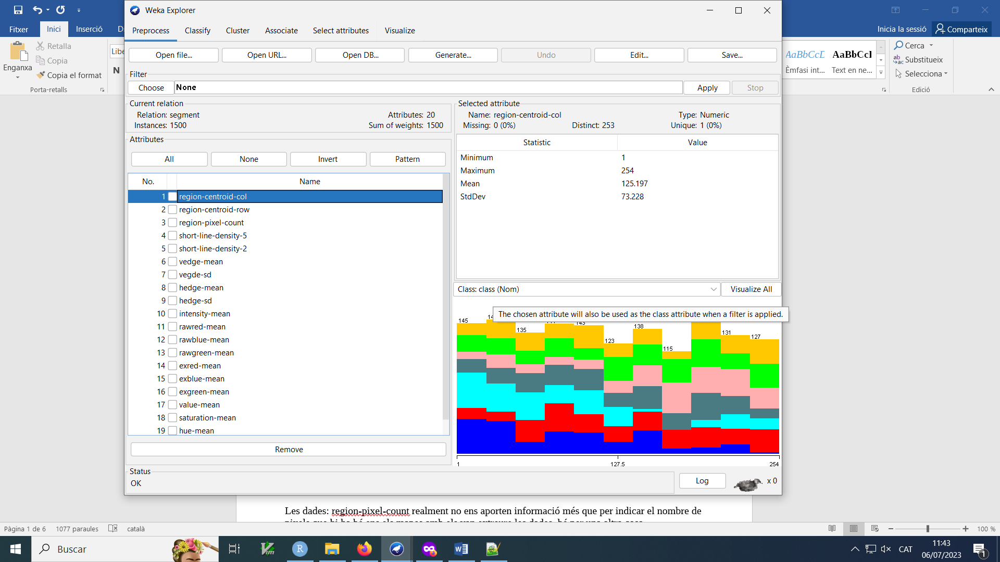 Weka Explorer
Fitxer
Inici
Inserció
Inicia la sessió
Comparteix
Preprocess
Classify
Cluster
Associate
Select attributes
Visualize
Enganxa
Retalla
Copia
Copia el format
Porta-retalls
N
Open file...
Open URL...
Open DB...
Generate...
Undo
Edit...
Save...
AaBbCcI
Èmfasi int...
Text en ne...
Cerca
Substitueix
Selecciona
Edició
Filter
Choose
None
Apply
Stop
Current relation
Relation: segment
Attributes: 20
Instances: 1500
Sum of weights: 1500
Selected attribute
Name: region-centroid-col
Type: Numeric
Missing: 0 (0%)
Distinct: 253
Unique: 1 (0%)
Statistic
Value
Minimum
1
Maximum
254
Mean
125.197
StdDev
73.228
Attributes
All
None
Invert
Pattern
No.
Name
1 region-centroid-col
2 region-centroid-row
3 region-pixel-count
4 short-line-density-5
5 short-line-density-2
6 vedge-mean
7 vegde-sd
8 hedge-mean
9 hedge-sd
10 intensity-mean
11 rawred-mean
12 rawblue-mean
13 rawgreen-mean
14 exred-mean
15 exblue-mean
16 exgreen-mean
17 value-mean
18 saturation-mean
19 hue-mean
Remove
Class: class (Nom)
Visualize All
The chosen attribute will also be used as the class attribute when a filter is applied.
145
135
143
123
138
115
131
127
1
127.5
254
Status
OK
Log
x 0
Les dades: region-pixel-count realment no ens aporten informació més que per indicar el nombre de
Pàgina 1 de 6
1077 paraules
català
100 %
Buscar
CAT
11:43
06/07/2023
1